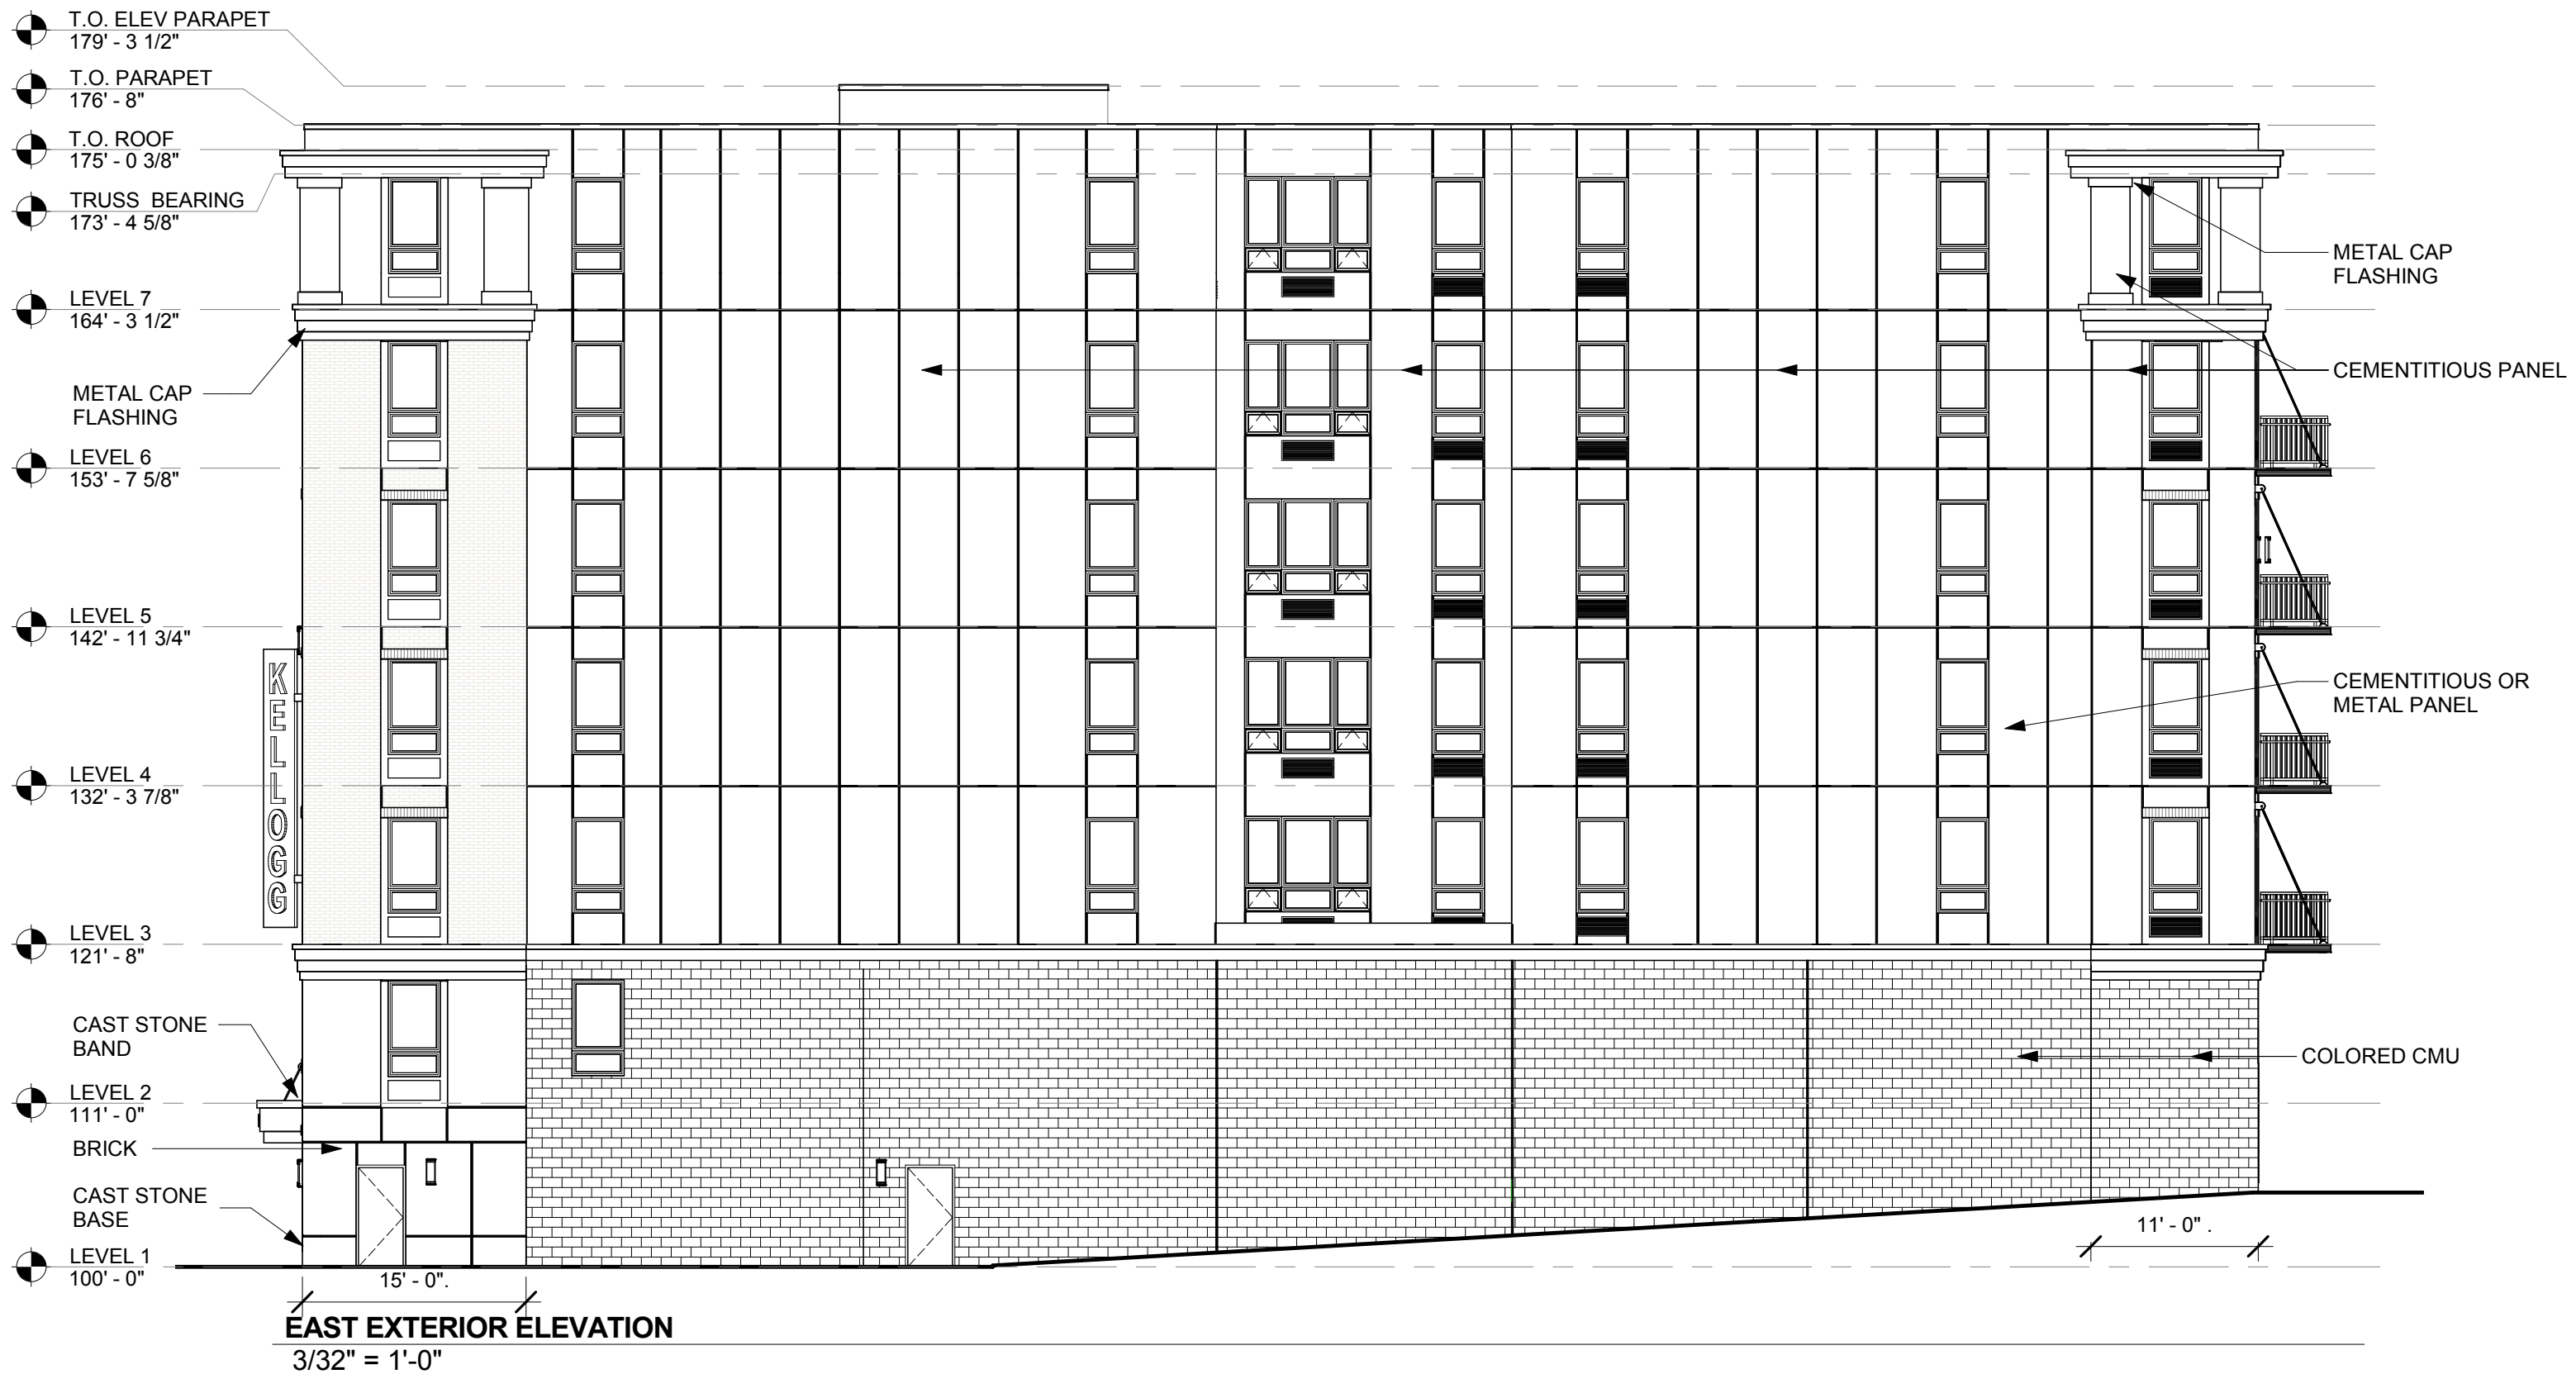 T.O. ELEV PARAPET
179' - 3 1/2"
T.O. PARAPET
176' - 8"
T.O. ROOF
175' - 0 3/8"
TRUSS BEARING
173' - 4 5/8"
METAL CAP
FLASHING
LEVEL 7
164' - 3 1/2"
CEMENTITIOUS PANEL
METAL CAP
FLASHING
LEVEL 6
153' - 7 5/8"
LEVEL 5
142' - 11 3/4"
KELLOGG
CEMENTITIOUS OR
METAL PANEL
LEVEL 4
132' - 3 7/8"
LEVEL 3
121' - 8"
CAST STONE
BAND
COLORED CMU
LEVEL 2
111' - 0"
BRICK
CAST STONE
BASE
11' - 0" .
LEVEL 1
100' - 0"
15' - 0".
EAST EXTERIOR ELEVATION
3/32" = 1'-0"